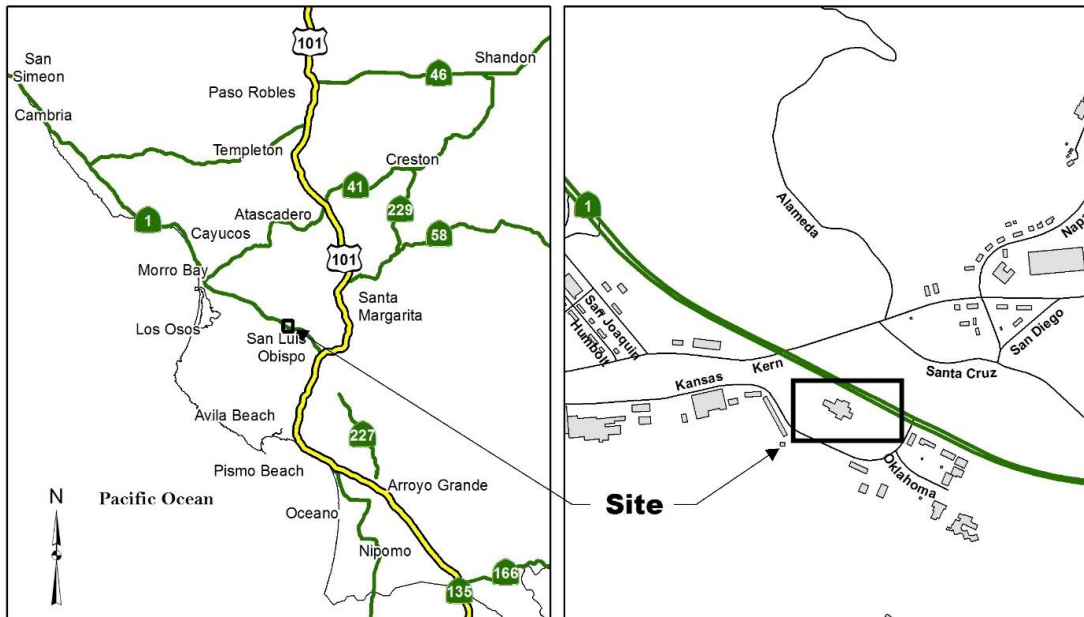 101
San
Simeon
Shandon
46
Paso Robles
Cambria
Templeton
Creston
41
229
Atascadero
1
Cayucos
58
101
Morro Bay
Santa
Margarita
Los Osos
San Luis
Obispo
Avila Beach
227
Pismo Beach
Arroyo Grande
N
Pacific Ocean
Oceano
Nipomo
166
135
Site
1
Alameda
San Joaquin
Humbolt
Kern
Kansas
Santa Cruz
San Diego
Oklahoma